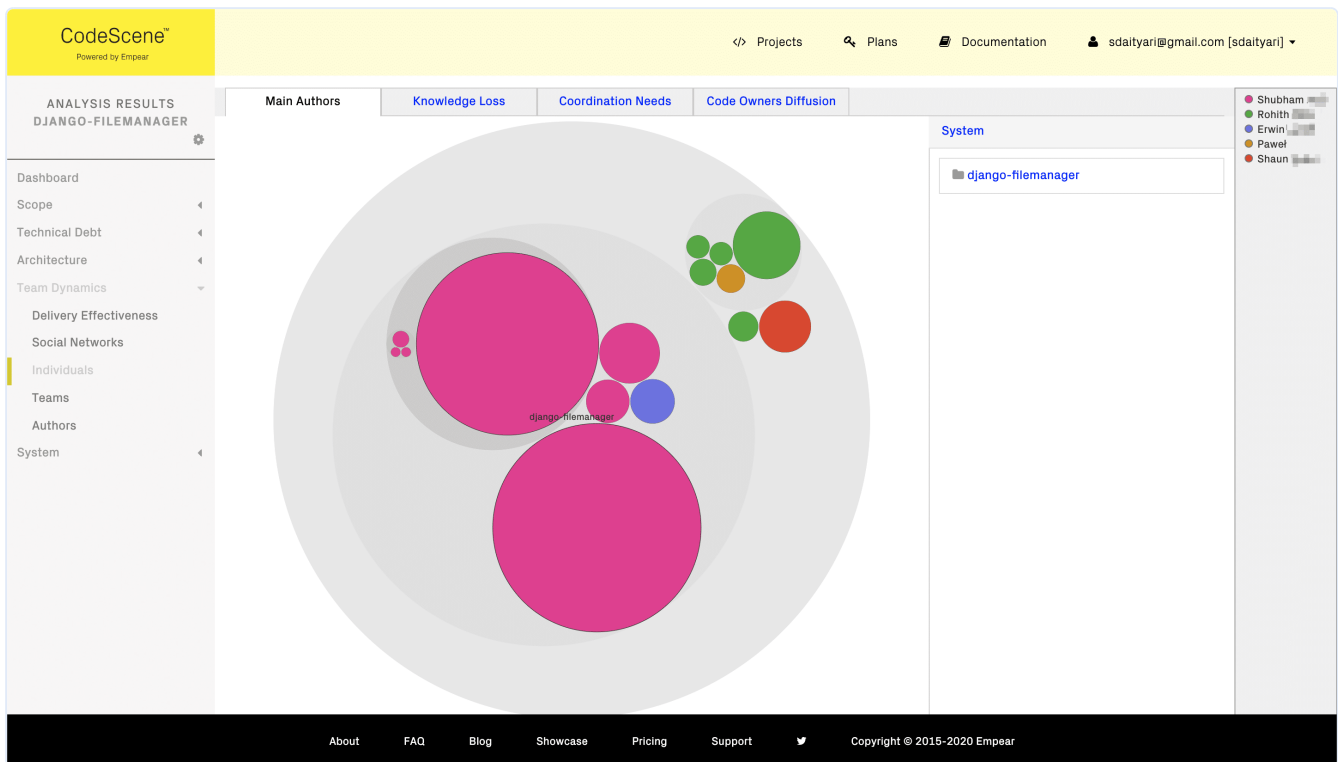 CodeScene™
Powered by Empear
Projects
Plans
Documentation
sdaityari@gmail.com [sdaityari]
ANALYSIS RESULTS
DJANGO-FILEMANAGER
Dashboard
Scope
Technical Debt
Architecture
Team Dynamics
Delivery Effectiveness
Social Networks
Individuals
Teams
Authors
System
Main Authors
Knowledge Loss
Coordination Needs
Code Owners Diffusion
django-filemanager
System
django-filemanager
Shubham
Rohith
Erwin
Paweł
Shaun
About
FAQ
Blog
Showcase
Pricing
Support
Copyright © 2015-2020 Empear